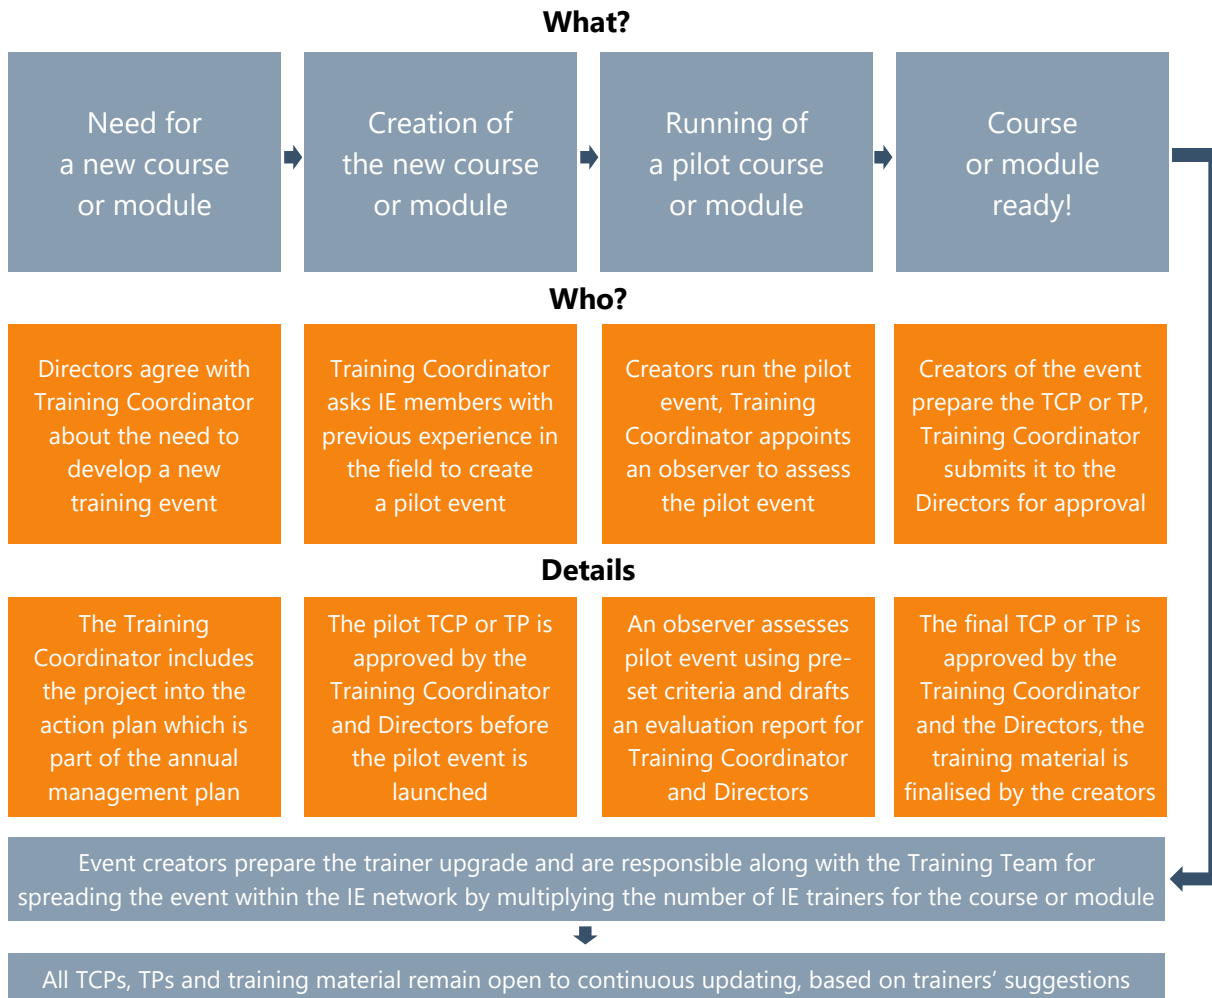 What?
Need for
a new course
or module
Creation of
the new course
or module
Running of
a pilot course
or module
Course
or module
ready!
Who?
Directors agree with
Training Coordinator
about the need to
develop a new
training event
Training Coordinator
asks IE members with
previous experience in
the field to create
a pilot event
Creators run the pilot
event, Training
Coordinator appoints
an observer to assess
the pilot event
Creators of the event
prepare the TCP or TP,
Training Coordinator
submits it to the
Directors for approval
Details
The Training
Coordinator includes
the project into the
action plan which is
part of the annual
management plan
The pilot TCP or TP is
approved by the
Training Coordinator
and Directors before
the pilot event is
launched
An observer assesses
pilot event using pre-
set criteria and drafts
an evaluation report for
Training Coordinator
and Directors
The final TCP or TP is
approved by the
Training Coordinator
and the Directors, the
training material is
finalised by the creators
Event creators prepare the trainer upgrade and are responsible along with the Training Team for
spreading the event within the IE network by multiplying the number of IE trainers for the course or module
All TCPs, TPs and training material remain open to continuous updating, based on trainers’ suggestions